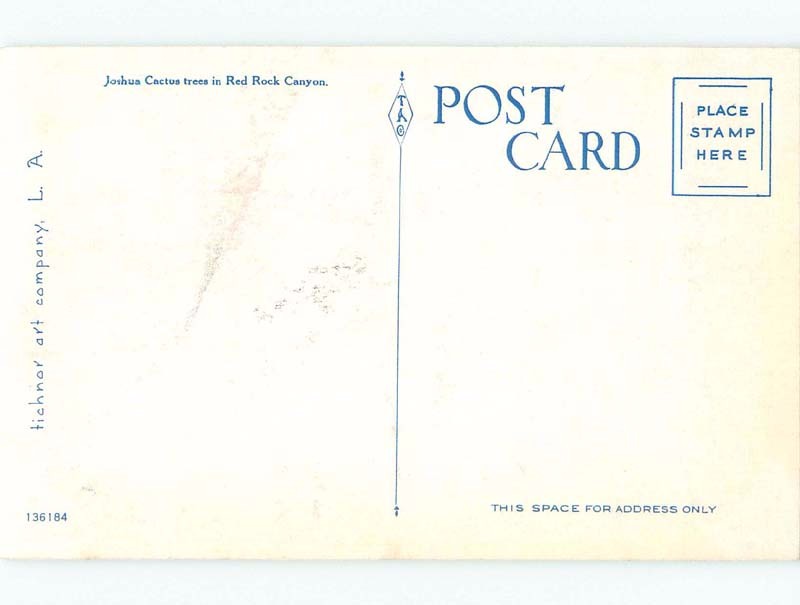 Joshua Cactus trees in Red Rock Canyon.
tichnor art company, L. A.
136184
T
A
C
POST
CARD
PLACE
STAMP
HERE
THIS SPACE FOR ADDRESS ONLY